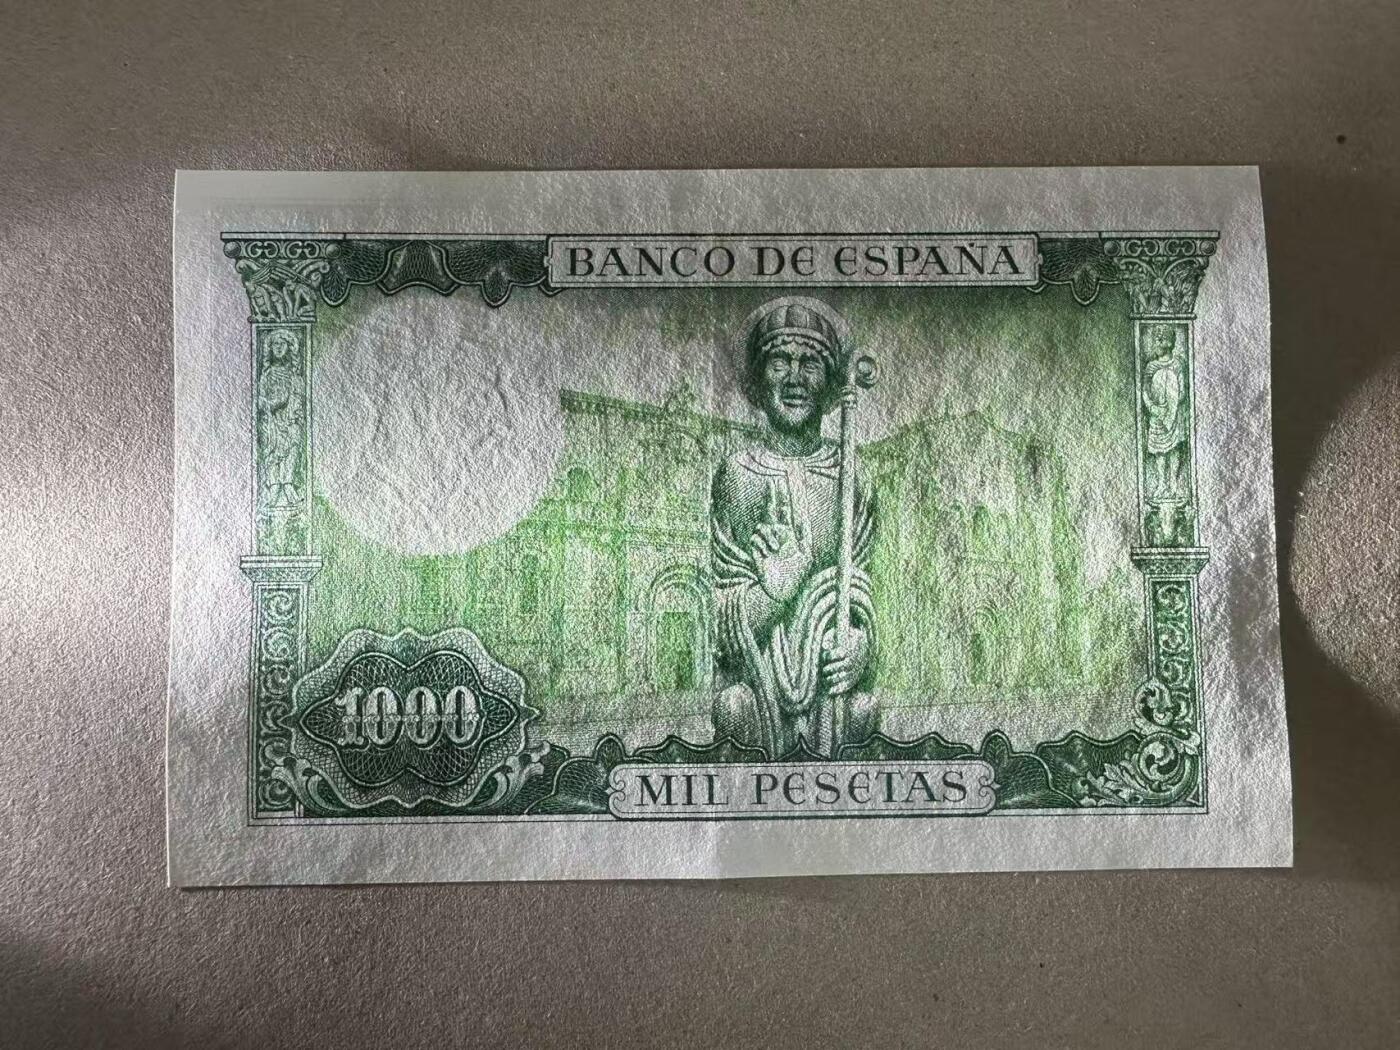 BANCO DE ESPAÑA
1000
MIL PESETAS